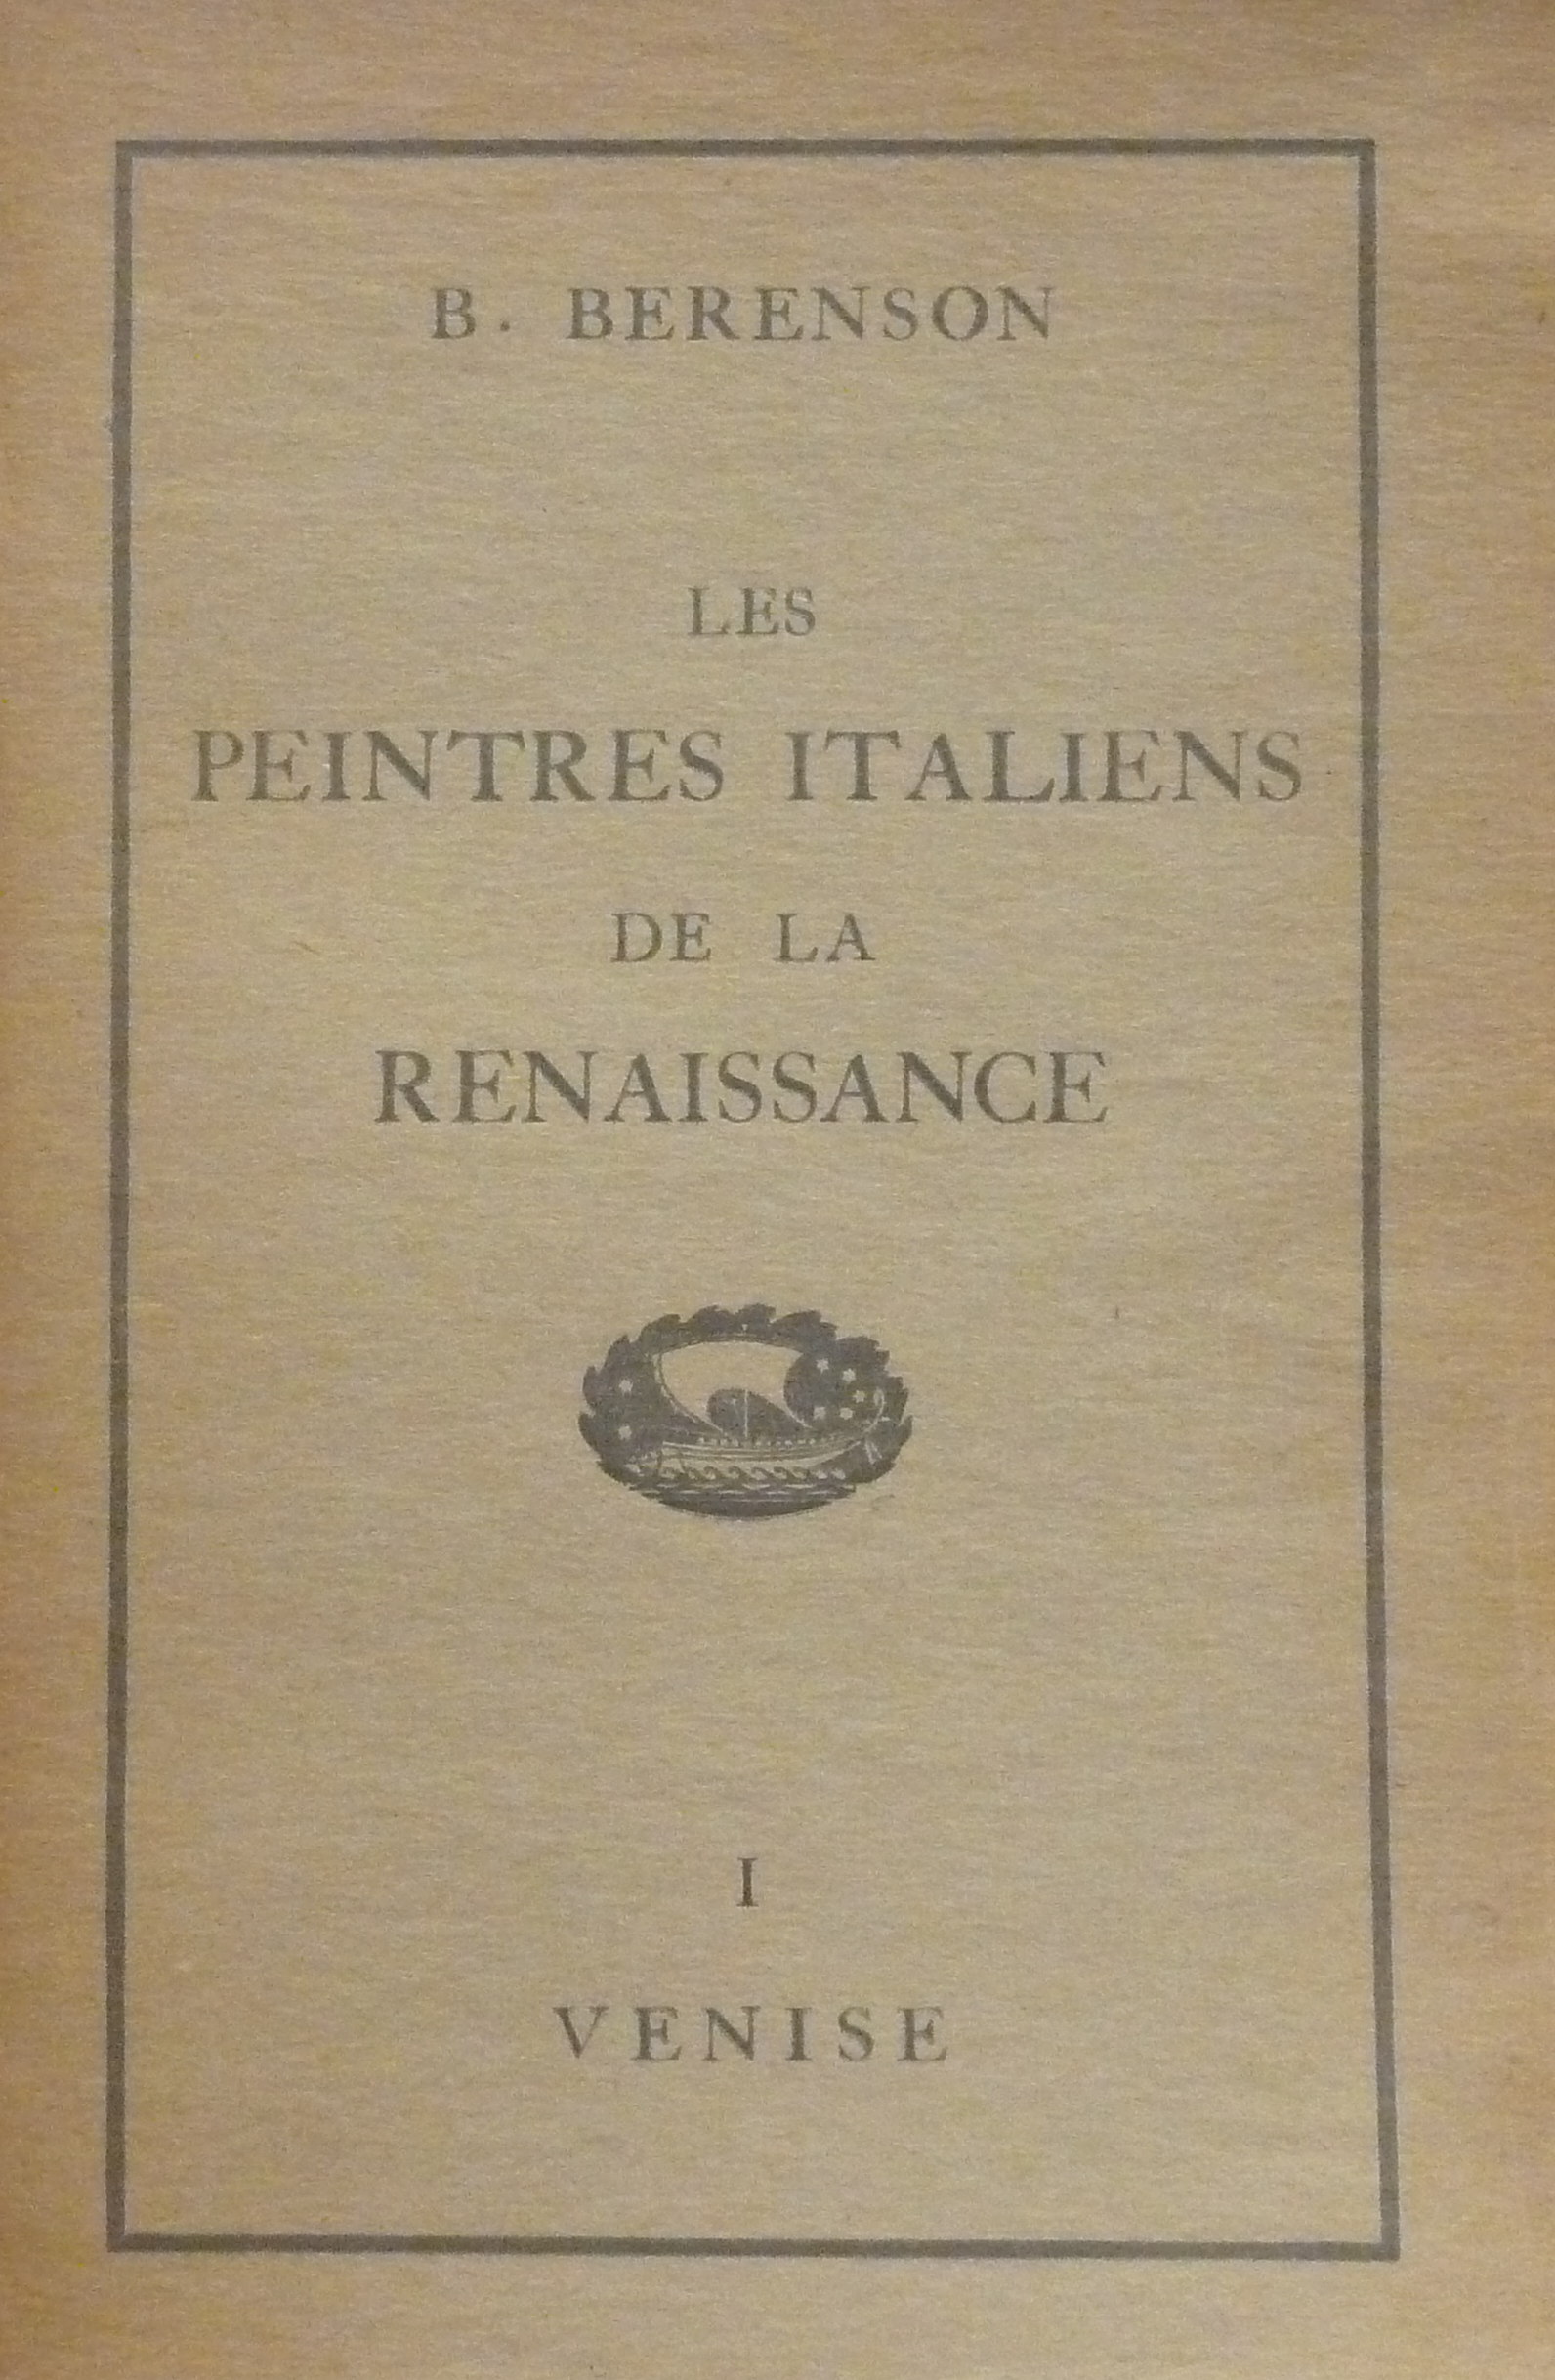 B. BERENSON
LES
PEINTRES ITALIENS
DE LA
RENAISSANCE
I
VENISE